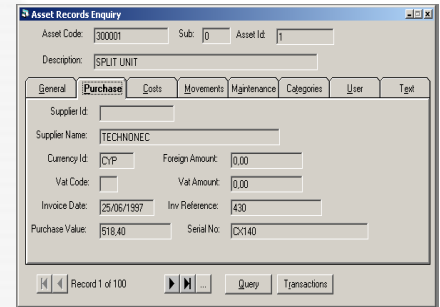 Asset Records Enquiry
Asset Code: 300001 Sub: 0 Asset Id: 1
Description: SPLIT UNIT
General Purchase Costs Movements Maintenance Categories User Text
Supplier Id:
Supplier Name: TECHNONEC
Currency Id: CYP Foreign Amount: 0,00
Vat Code: Vat Amount: 0,00
Invoice Date: 25/06/1997 Inv Reference: 430
Purchase Value: 518,40 Serial No: CX140
Record 1 of 100 ... Query Transactions